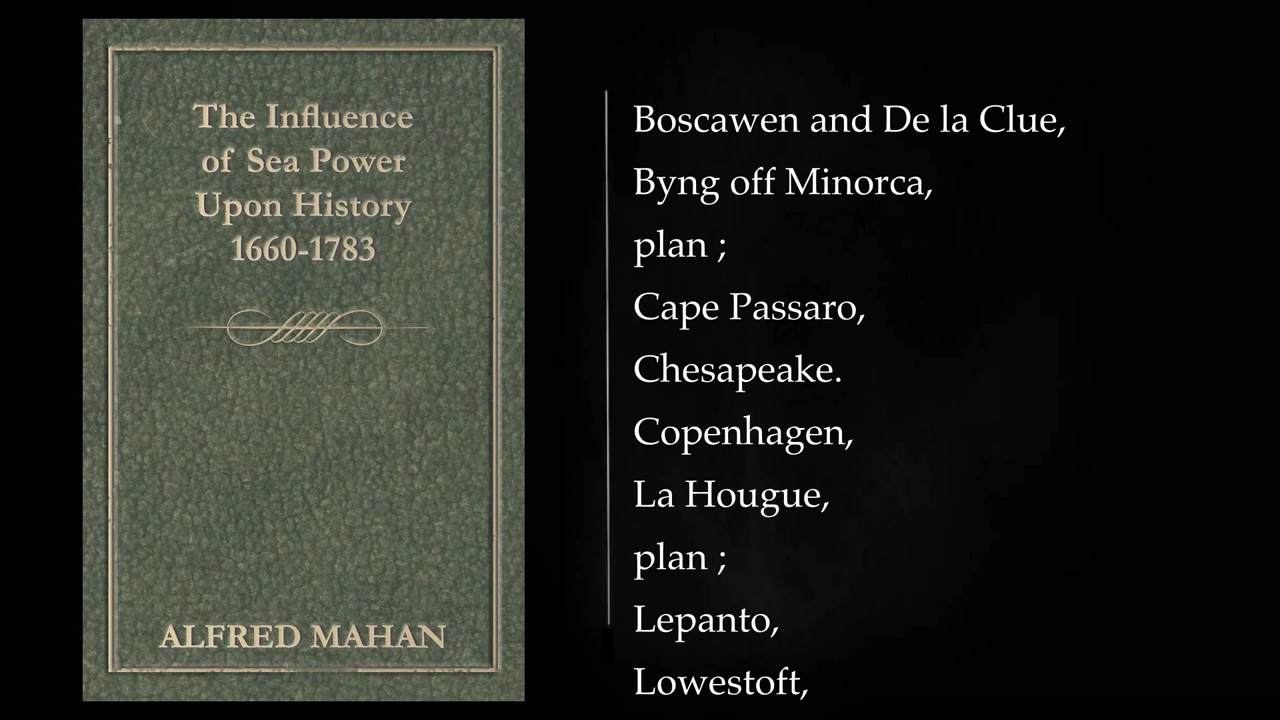 The Influence
of Sea Power
Upon History
1660-1783
ALFRED MAHAN
Boscawen and De la Clue,
Byng off Minorca,
plan ;
Cape Passaro,
Chesapeake.
Copenhagen,
La Hougue,
plan ;
Lepanto,
Lowestoft,